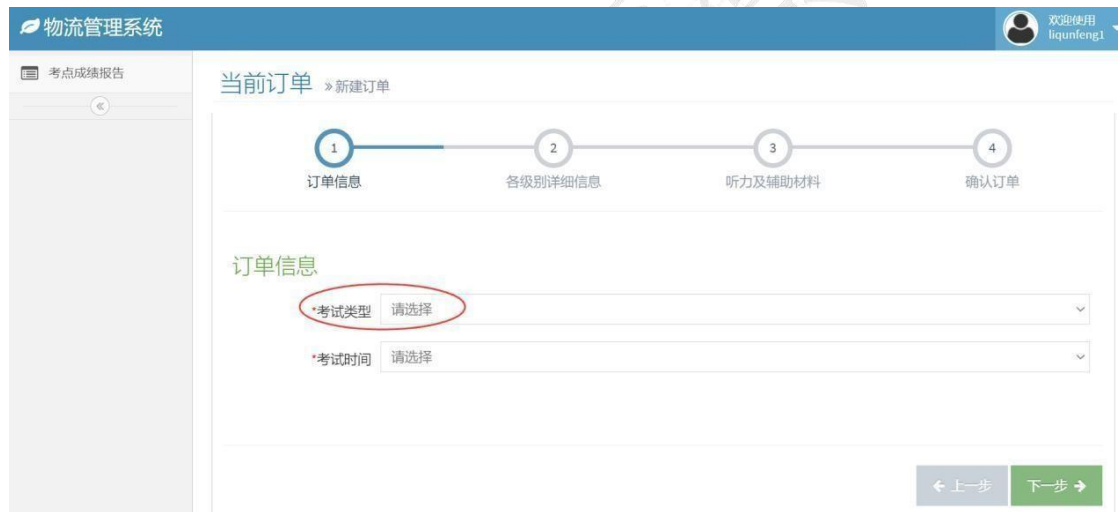 物流管理系统
欢迎使用
liqunfeng1
考点成绩报告
当前订单 » 新建订单
1 2 3 4
订单信息 各级别详细信息 听力及辅助材料 确认订单
订单信息
*考试类型 请选择
*考试时间 请选择
上一步 下一步